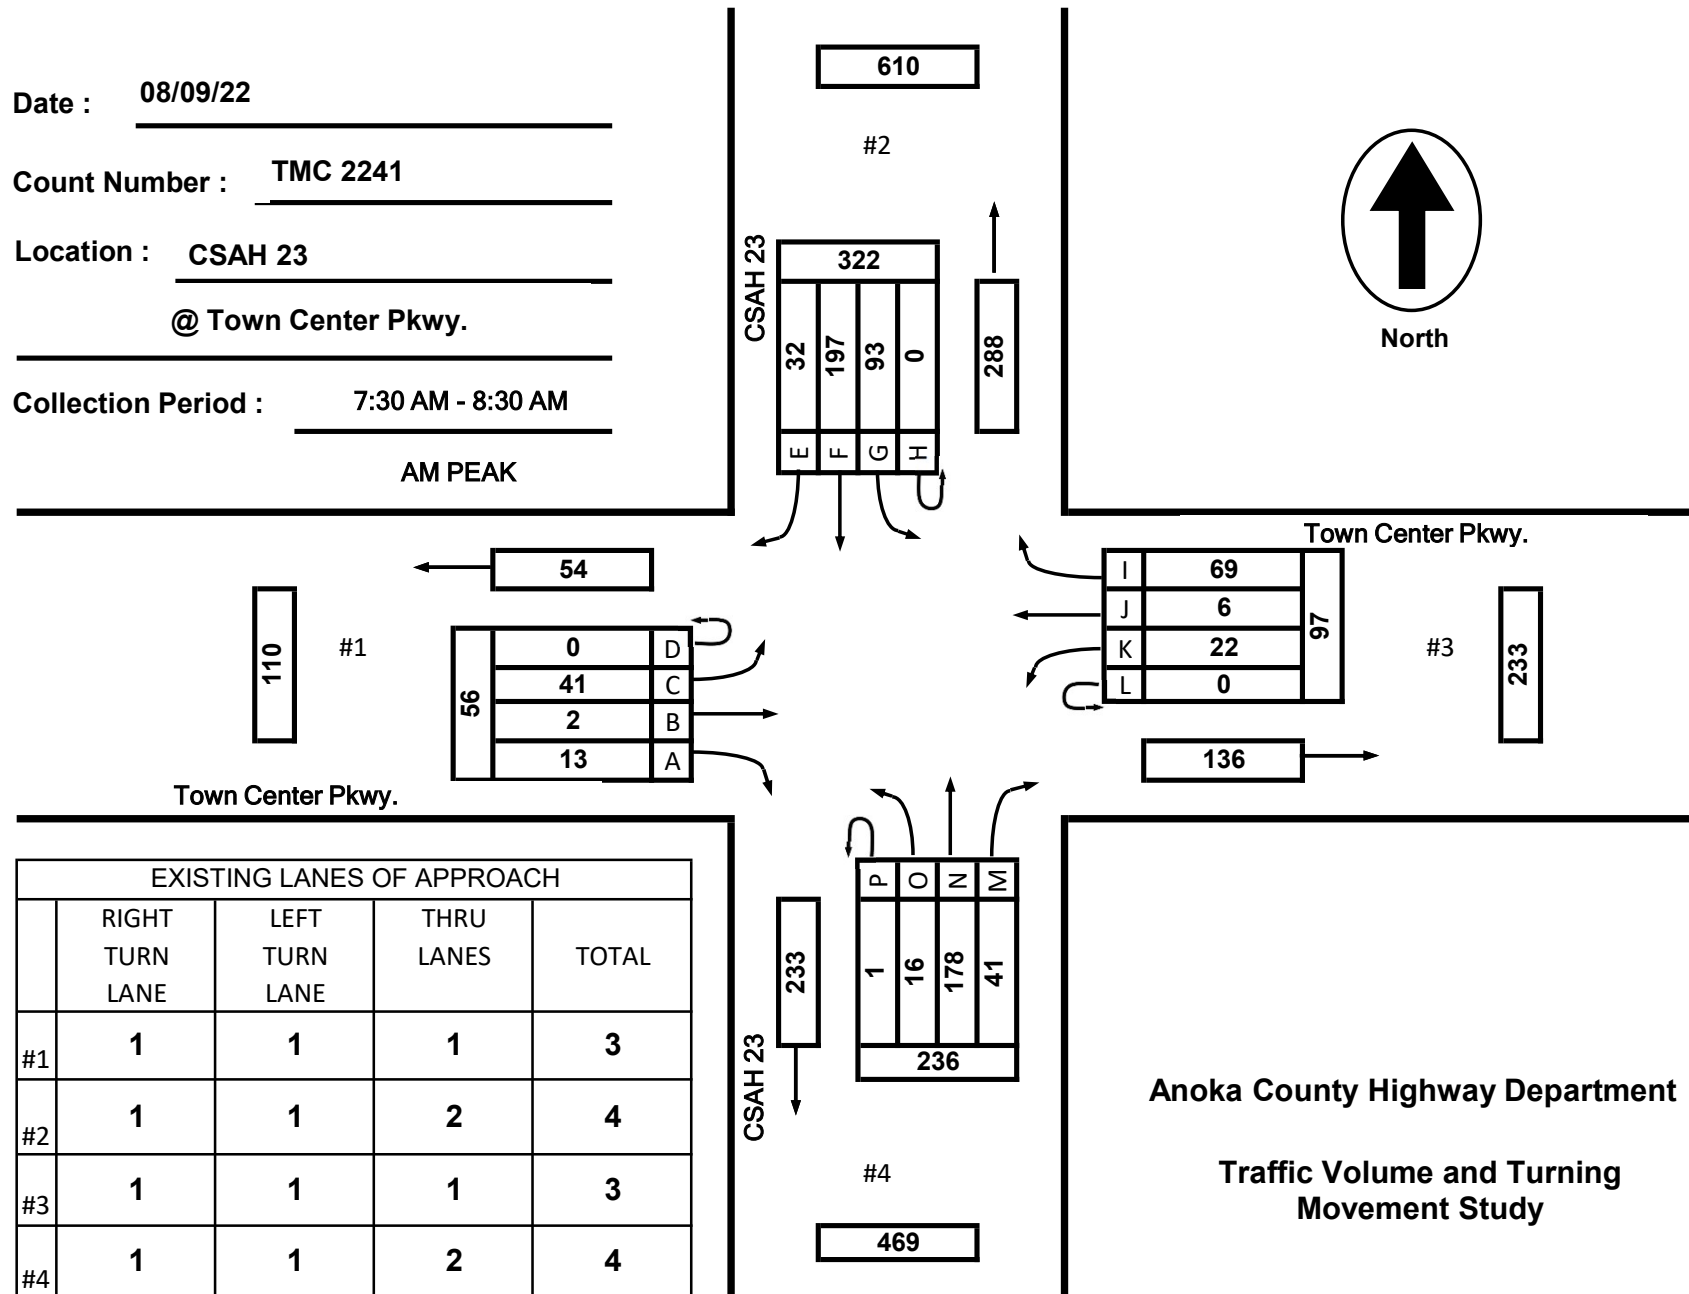 Date : 08/09/22
Count Number : TMC 2241
Location : CSAH 23
@ Town Center Pkwy.
Collection Period : 7:30 AM - 8:30 AM
AM PEAK
610
#2
CSAH 23
322
32 197 93 0
E F G H
288
North
Town Center Pkwy.
54
110
#1
56
0 D
41 C
2 B
13 A
Town Center Pkwy.
I 69
J 6
K 22
L 0
97
#3
233
136
P O N M
1 16 178 41
236
233
CSAH 23
#4
469
EXISTING LANES OF APPROACH
RIGHT TURN LANE LEFT TURN LANE THRU LANES TOTAL
#1 1 1 1 3
#2 1 1 2 4
#3 1 1 1 3
#4 1 1 2 4
Anoka County Highway Department
Traffic Volume and Turning
Movement Study